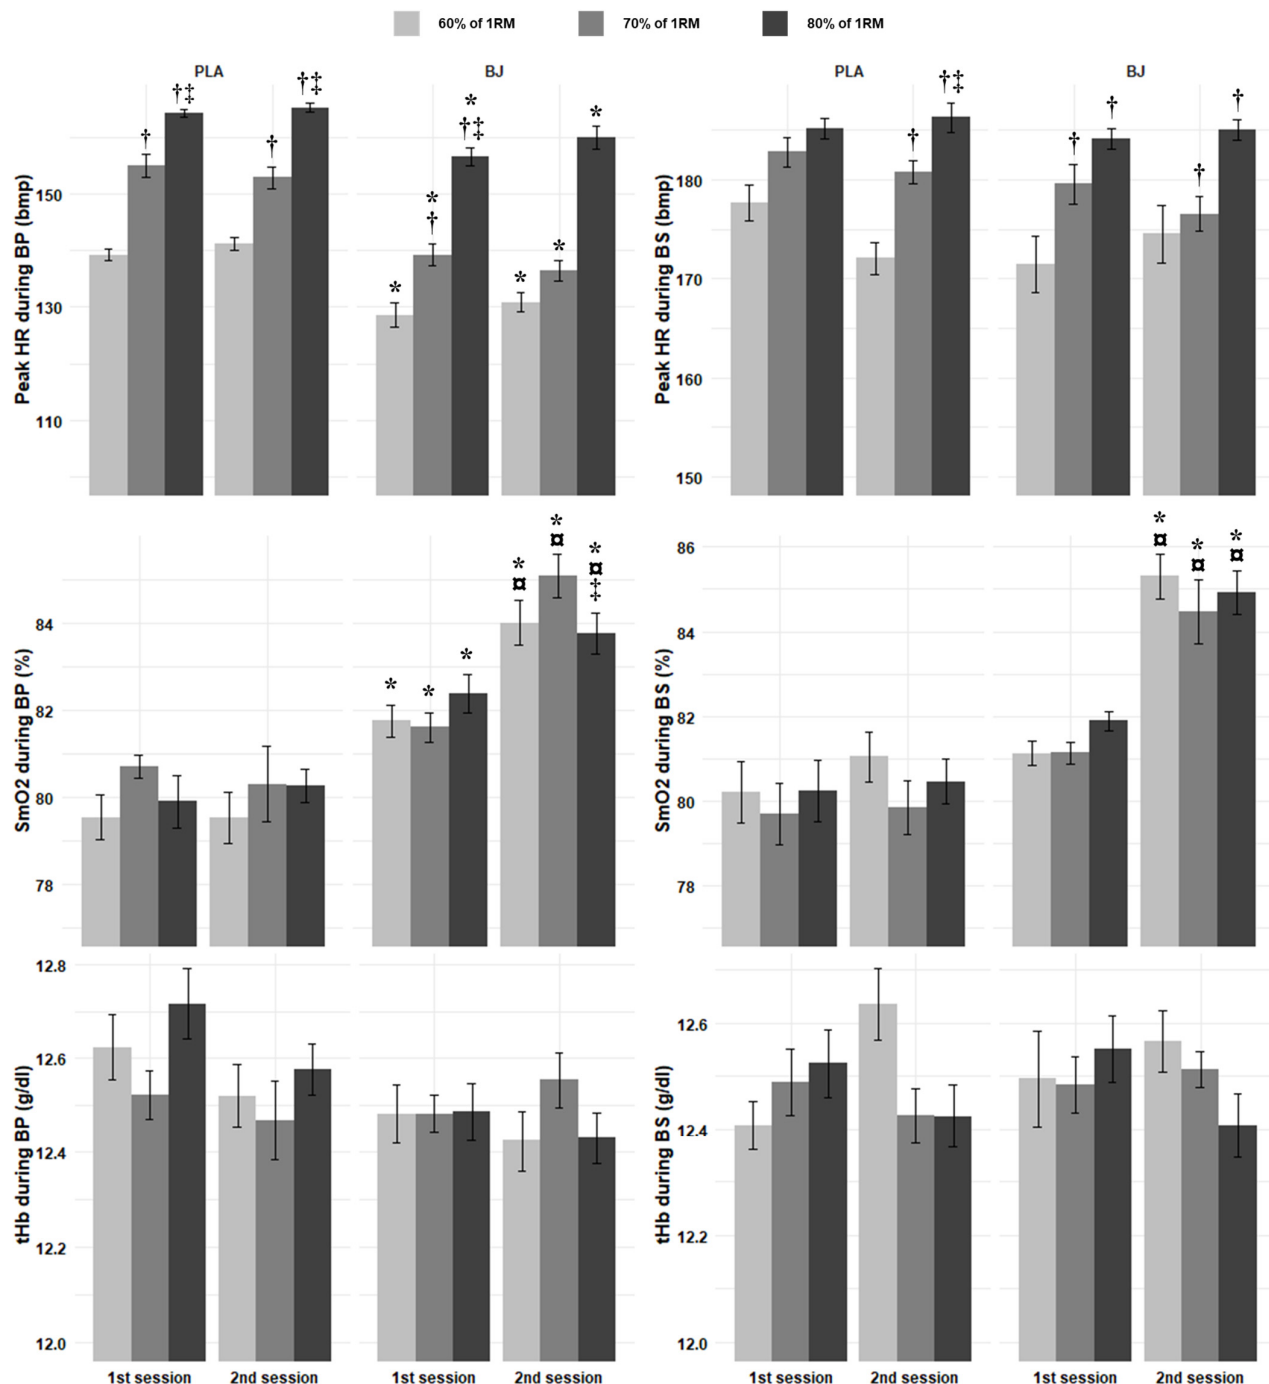 60% of 1RM 70% of 1RM 80% of 1RM
PLA BJ PLA BJ
Peak HR during BP (bmp)
150
130
110
† †‡ † †‡
* *† *†‡ * * *
Peak HR during BS (bmp)
180
170
160
150
† †‡
† † † †
SmO2 during BP (%)
84
82
80
78
* * * *¤ *¤ *¤‡
SmO2 during BS (%)
86
84
82
80
78
*¤ *¤ *¤
tHb during BP (g/dl)
12.8
12.6
12.4
12.2
12.0
tHb during BS (g/dl)
12.6
12.4
12.2
12.0
1st session 2nd session 1st session 2nd session 1st session 2nd session 1st session 2nd session